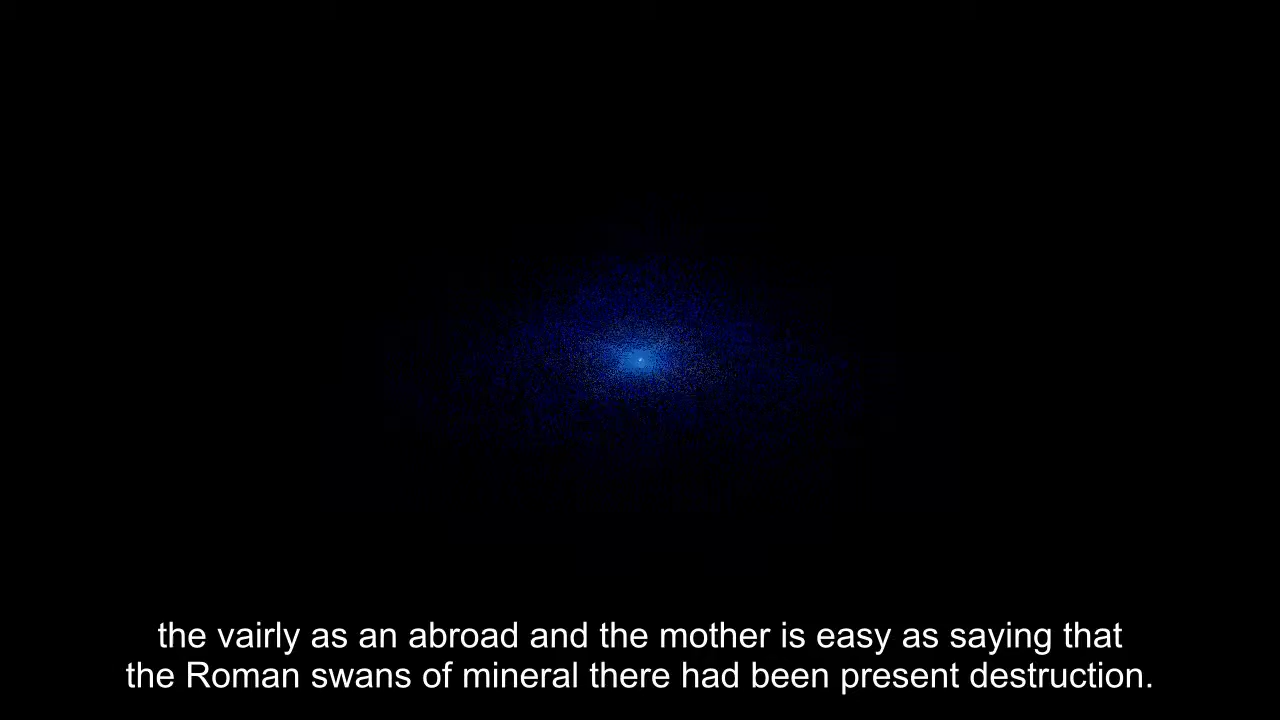 the vairly as an abroad and the mother is easy as saying that
the Roman swans of mineral there had been present destruction.